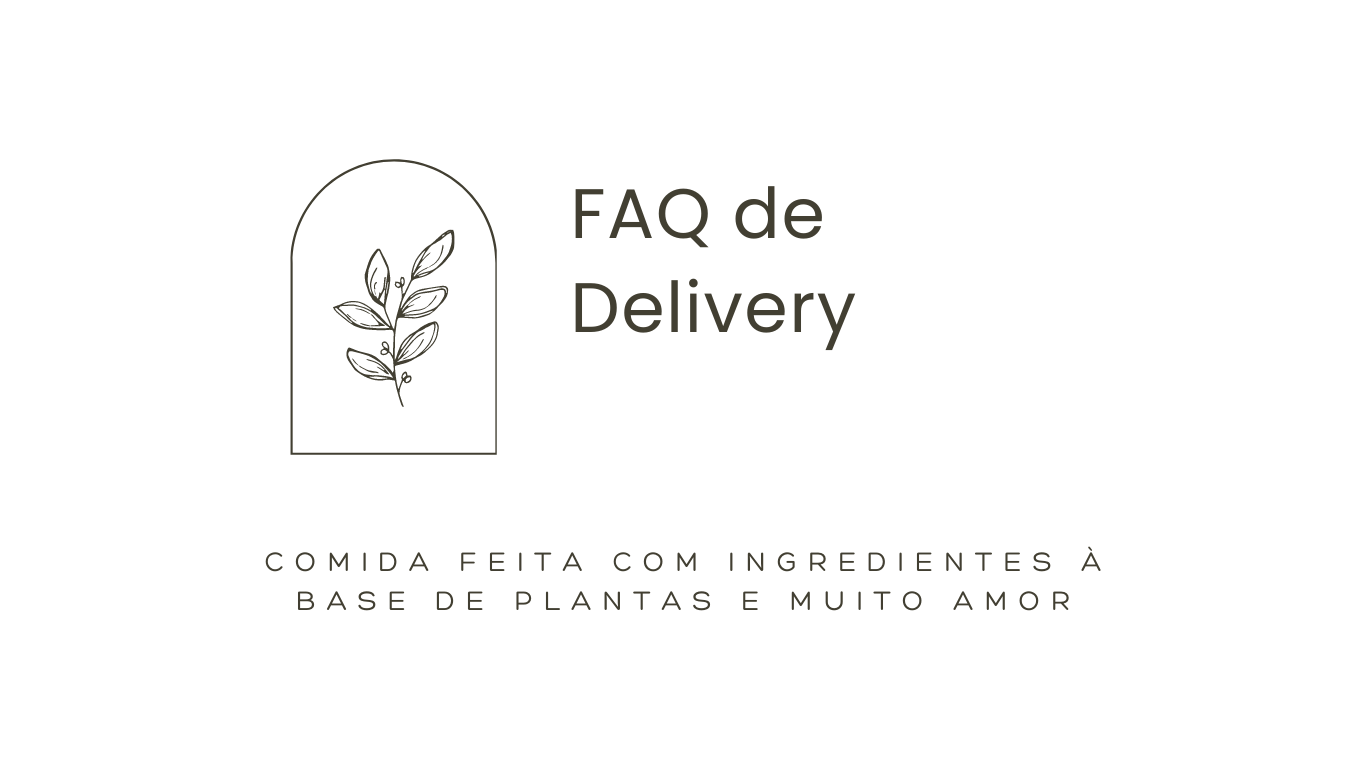 FAQ de
Delivery
COMIDA FEITA COM INGREDIENTES À
BASE DE PLANTAS E MUITO AMOR